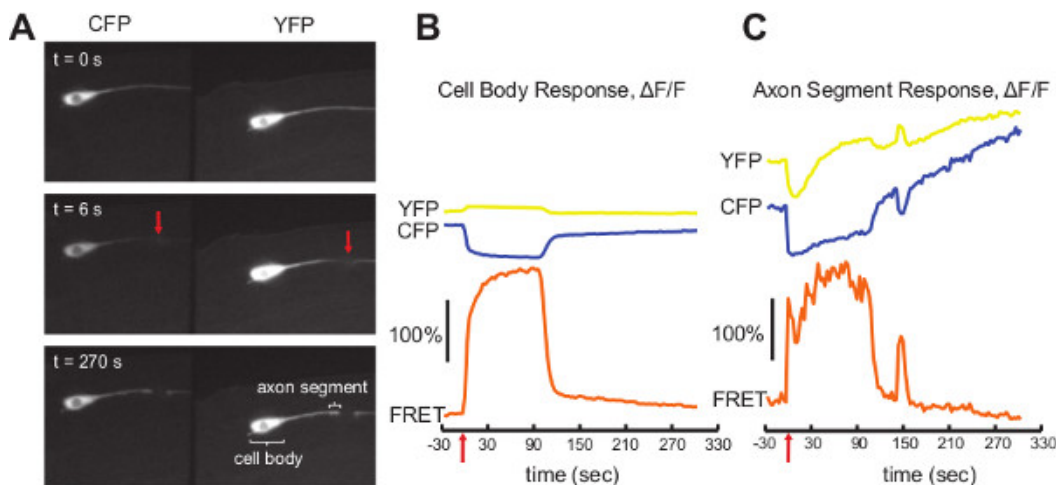 A
CFP YFP
t = 0 s
t = 6 s
t = 270 s
axon segment
cell body
B
Cell Body Response, ΔF/F
YFP
CFP
100%
FRET
-30 30 90 150 210 270 330
time (sec)
C
Axon Segment Response, ΔF/F
YFP
CFP
100%
FRET
-30 30 90 150 210 270 330
time (sec)